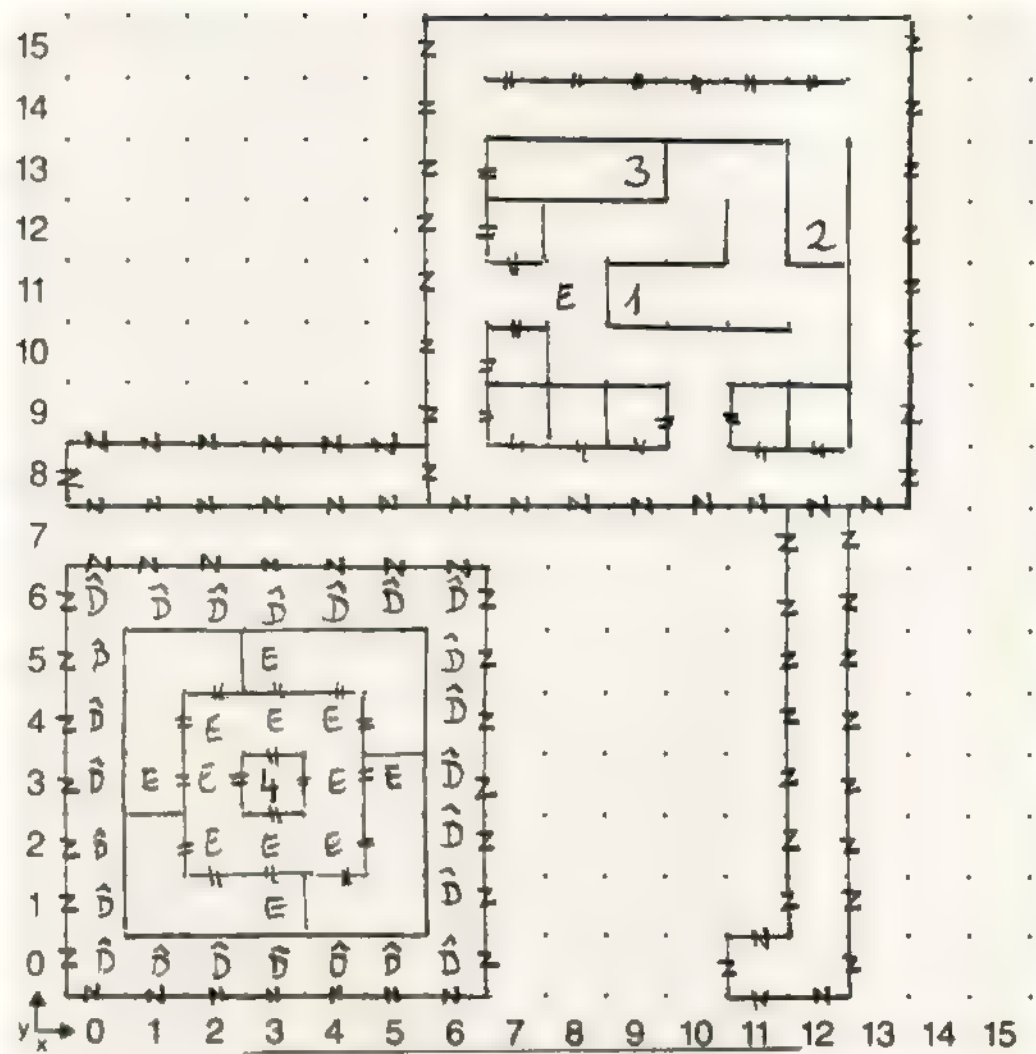 15
14
13 3
12 2
11 E 1
10
9
8
7
6 D̂ D̂ D̂ D̂ D̂ D̂ D̂
5 D̂ E D̂
4 D̂ E E E D̂
3 D̂ E E 4 E E D̂
2 D̂ E E E D̂
1 D̂ E D̂
0 D̂ D̂ D̂ D̂ D̂ D̂ D̂
y x 0 1 2 3 4 5 6 7 8 9 10 11 12 13 14 15